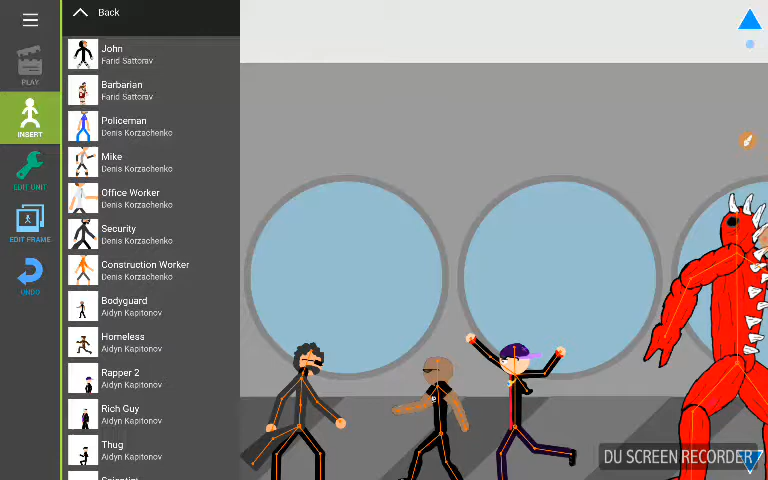 Back
PLAY
INSERT
EDIT UNIT
EDIT FRAME
UNDO
John
Farid Sattorav
Barbarian
Farid Sattorav
Policeman
Denis Korzachenko
Mike
Denis Korzachenko
Office Worker
Denis Korzachenko
Security
Denis Korzachenko
Construction Worker
Denis Korzachenko
Bodyguard
Aidyn Kapitonov
Homeless
Aidyn Kapitonov
Rapper 2
Aidyn Kapitonov
Rich Guy
Aidyn Kapitonov
Thug
Aidyn Kapitonov
DU SCREEN RECORDER